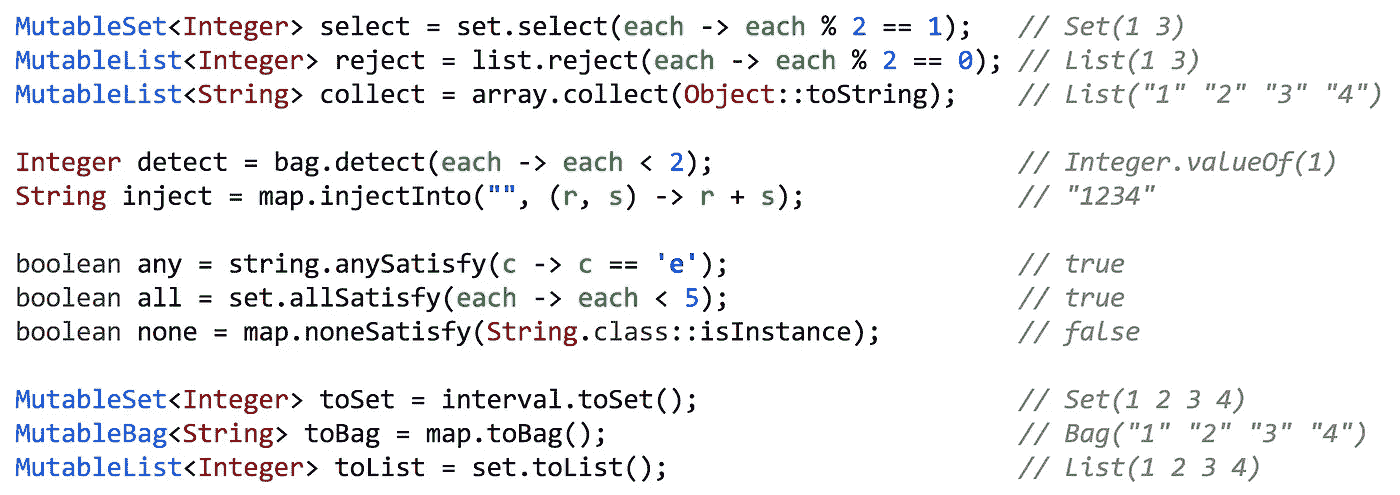 MutableSet<Integer> select = set.select(each -> each % 2 == 1); // Set(1 3)
MutableList<Integer> reject = list.reject(each -> each % 2 == 0); // List(1 3)
MutableList<String> collect = array.collect(Object::toString); // List("1" "2" "3" "4")
Integer detect = bag.detect(each -> each < 2); // Integer.valueOf(1)
String inject = map.injectInto("", (r, s) -> r + s); // "1234"
boolean any = string.anySatisfy(c -> c == 'e'); // true
boolean all = set.allSatisfy(each -> each < 5); // true
boolean none = map.noneSatisfy(String.class::isInstance); // false
MutableSet<Integer> toSet = interval.toSet(); // Set(1 2 3 4)
MutableBag<String> toBag = map.toBag(); // Bag("1" "2" "3" "4")
MutableList<Integer> toList = set.toList(); // List(1 2 3 4)